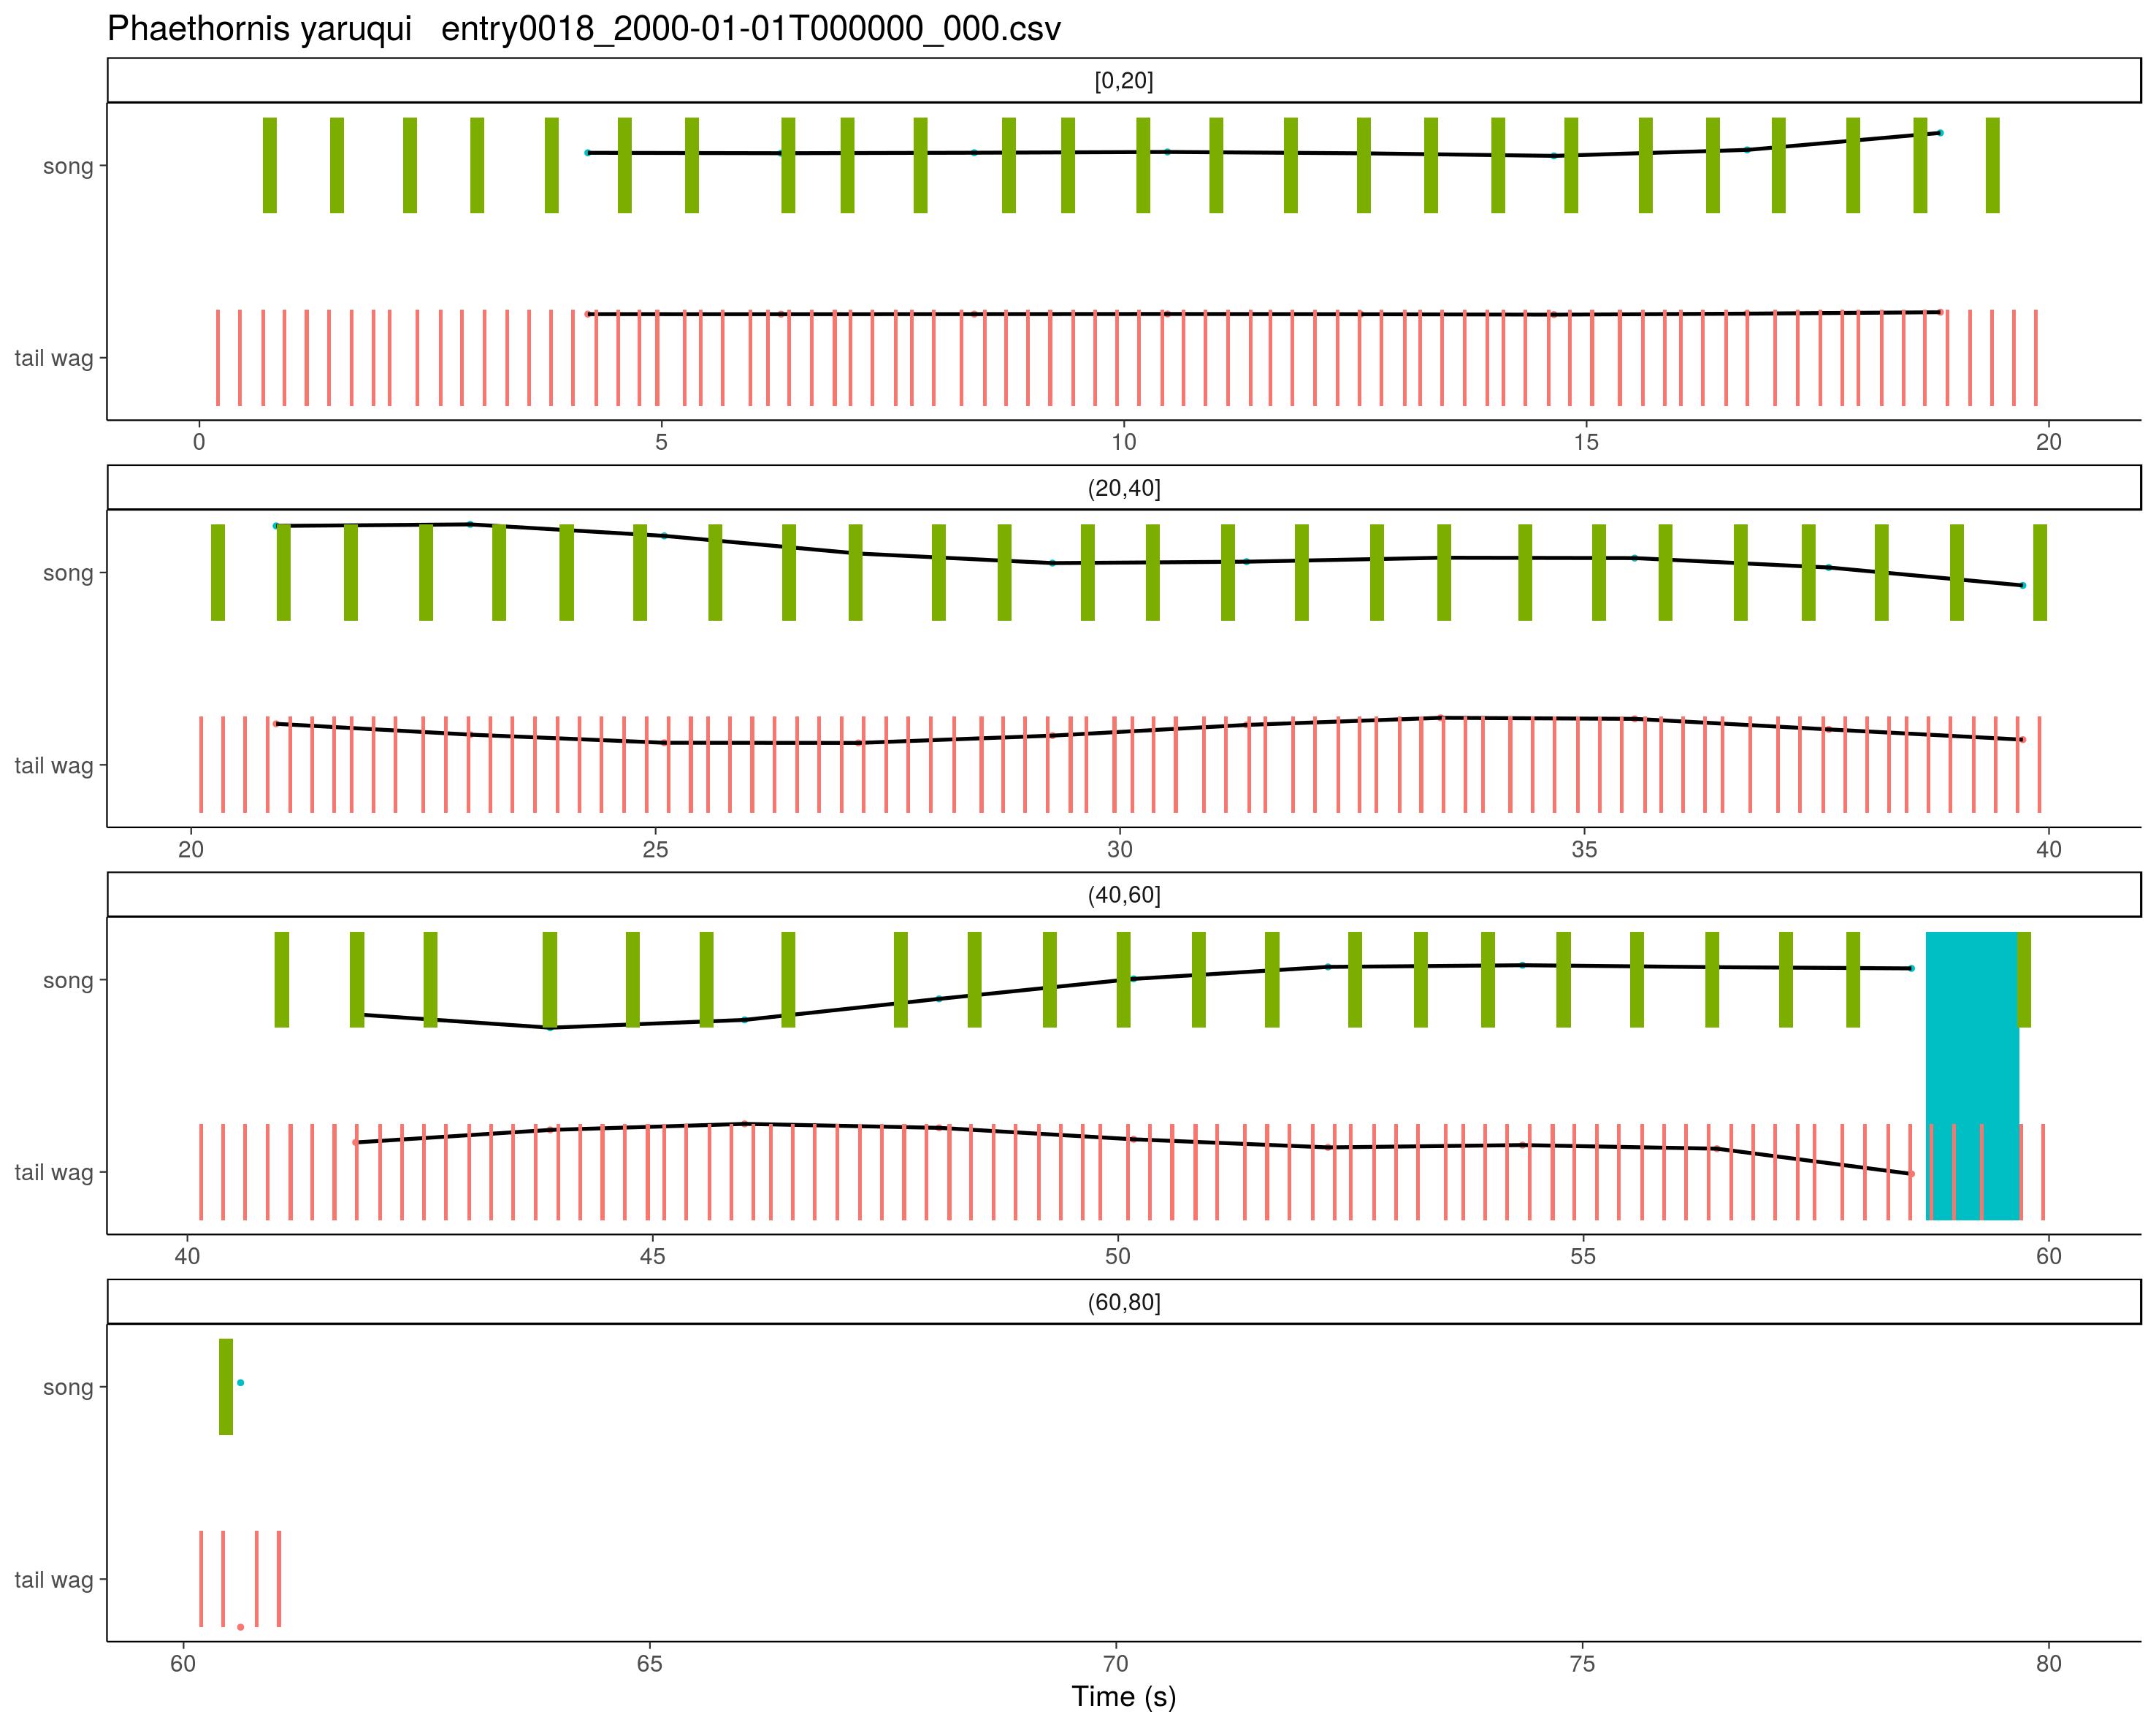 Phaethornis yaruqui entry0018_2000-01-01T000000_000.csv
[0,20]
song
tail wag
0 5 10 15 20
(20,40]
song
tail wag
20 25 30 35 40
(40,60]
song
tail wag
40 45 50 55 60
(60,80]
song
tail wag
60 65 70 75 80
Time (s)